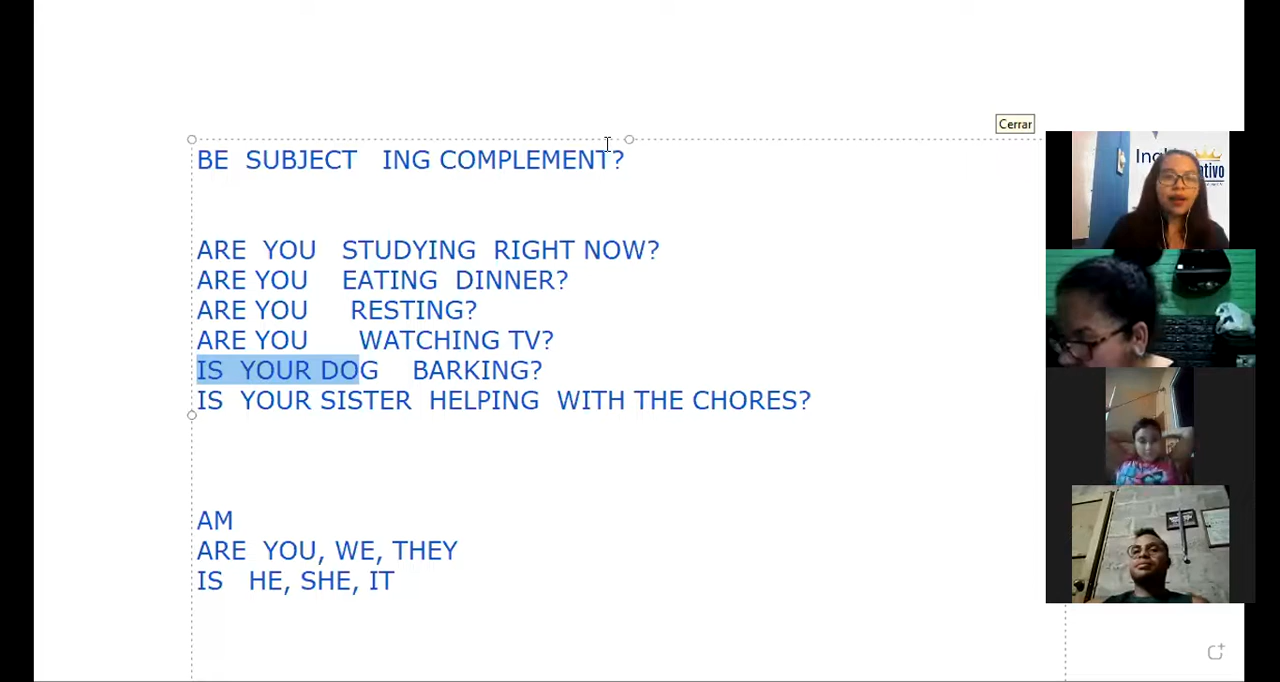 Cerrar
BE SUBJECT ING COMPLEMENT?
ARE YOU STUDYING RIGHT NOW?
ARE YOU EATING DINNER?
ARE YOU RESTING?
ARE YOU WATCHING TV?
IS YOUR DOG BARKING?
IS YOUR SISTER HELPING WITH THE CHORES?
AM
ARE YOU, WE, THEY
IS HE, SHE, IT